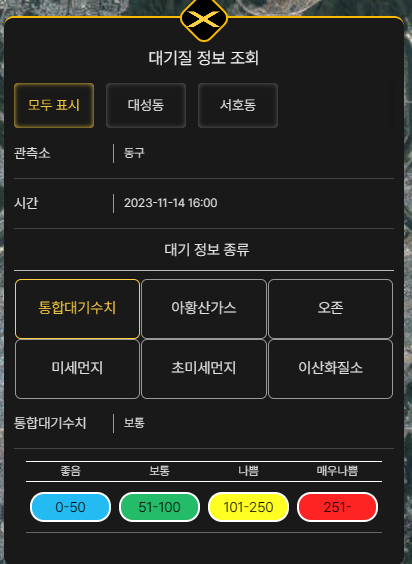 대기질 정보 조회
모두 표시 대성동 서호동
관측소 동구
시간 2023-11-14 16:00
대기 정보 종류
통합대기수치 아황산가스 오존
미세먼지 초미세먼지 이산화질소
통합대기수치 보통
좋음 보통 나쁨 매우나쁨
0-50 51-100 101-250 251-